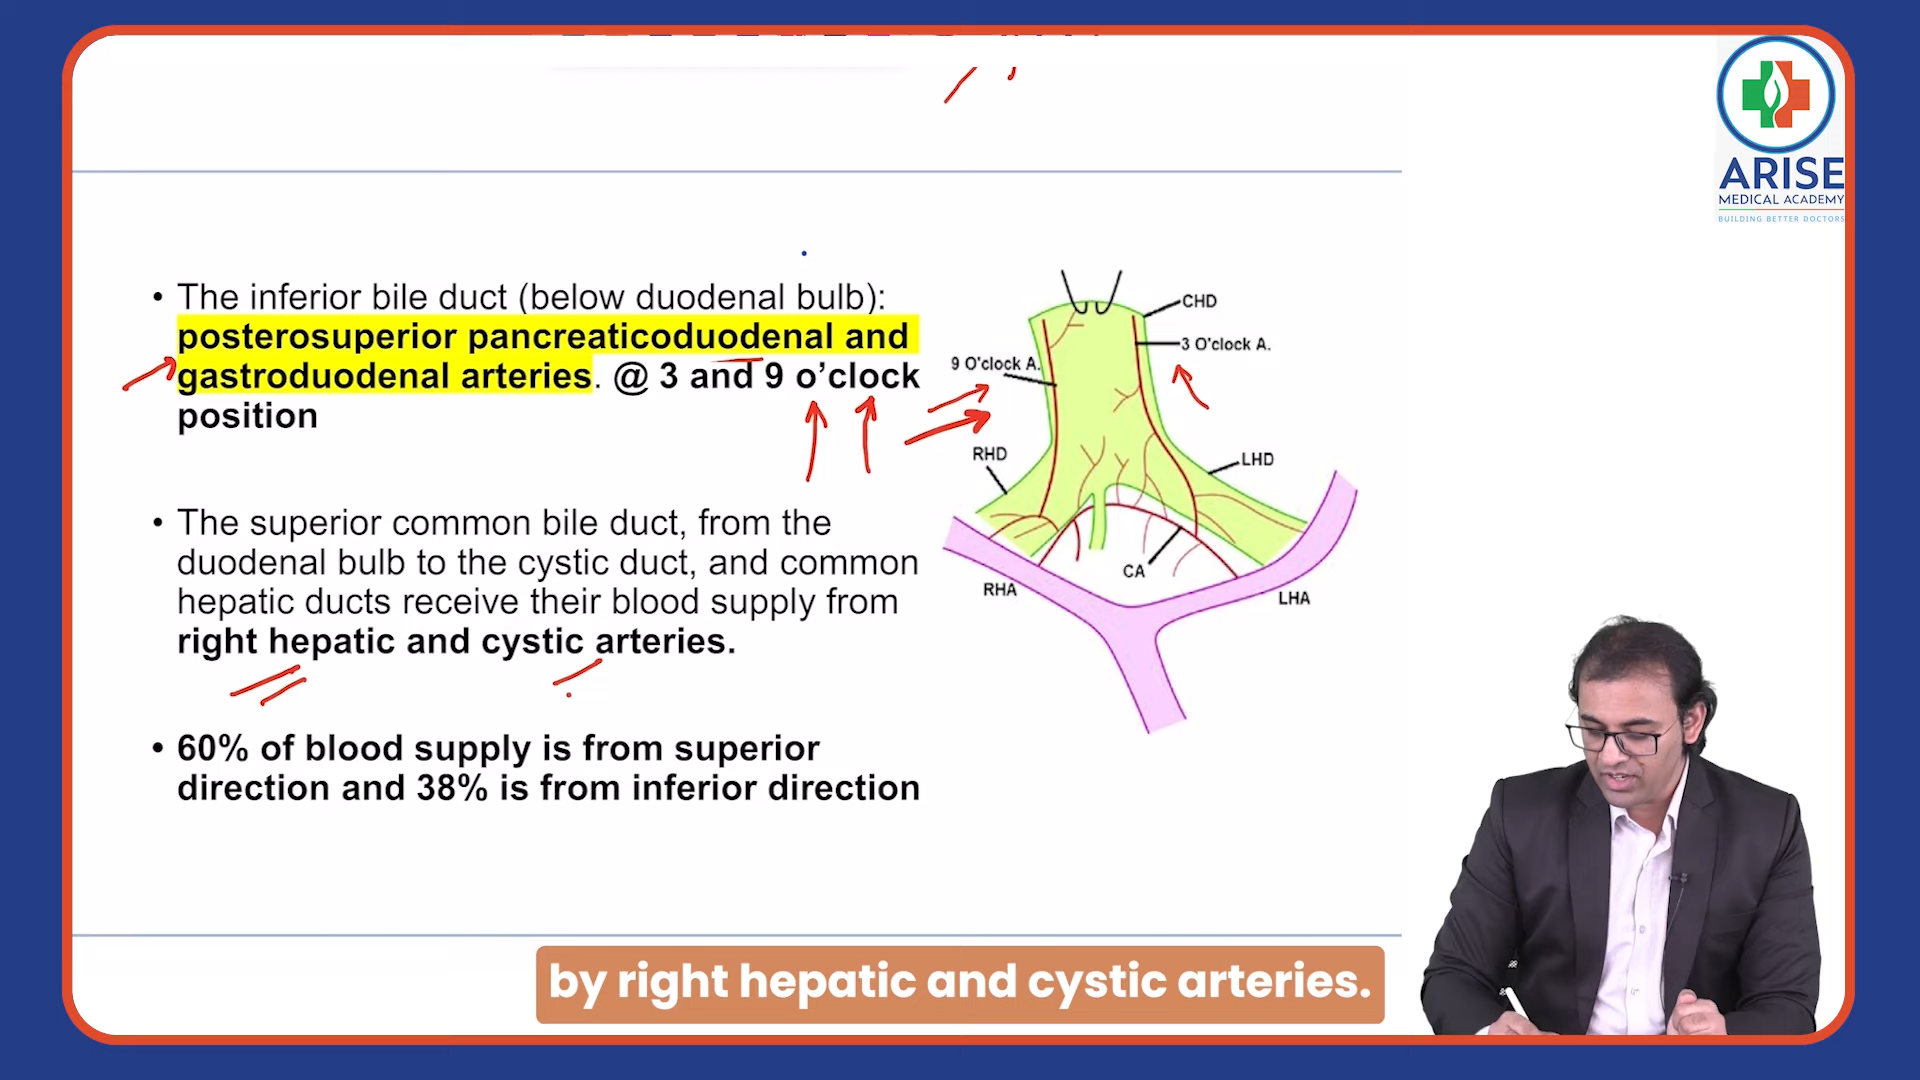 ARISE
MEDICAL ACADEMY
BUILDING BETTER DOCTORS
• The inferior bile duct (below duodenal bulb):
posterosuperior pancreaticoduodenal and
gastroduodenal arteries. @ 3 and 9 o’clock
position
• The superior common bile duct, from the
duodenal bulb to the cystic duct, and common
hepatic ducts receive their blood supply from
right hepatic and cystic arteries.
• 60% of blood supply is from superior
direction and 38% is from inferior direction
CHD
3 O'clock A.
9 O'clock A.
RHD
LHD
CA
RHA
LHA
by right hepatic and cystic arteries.